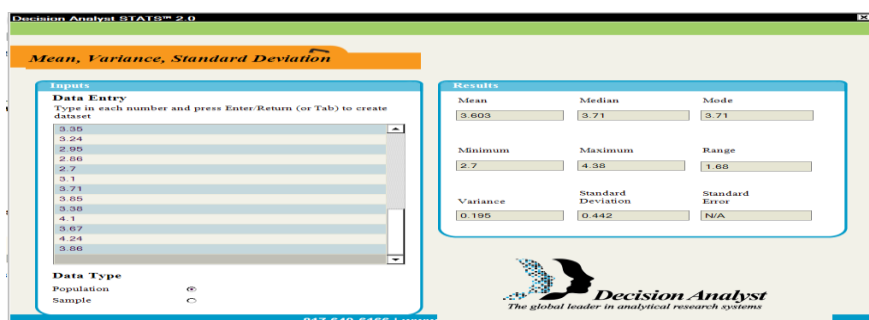 Decision Analyst STATS™ 2.0
Mean, Variance, Standard Deviation
Inputs
Data Entry
Type in each number and press Enter/Return (or Tab) to create
dataset
3.35
3.24
2.95
2.86
2.7
3.1
3.71
3.85
3.38
4.1
3.67
4.24
3.86
Data Type
Population
Sample
Results
Mean
Median
Mode
3.603
3.71
3.71
Minimum
Maximum
Range
2.7
4.38
1.68
Variance
Standard
Deviation
Standard
Error
0.195
0.442
N/A
Decision Analyst
The global leader in analytical research systems